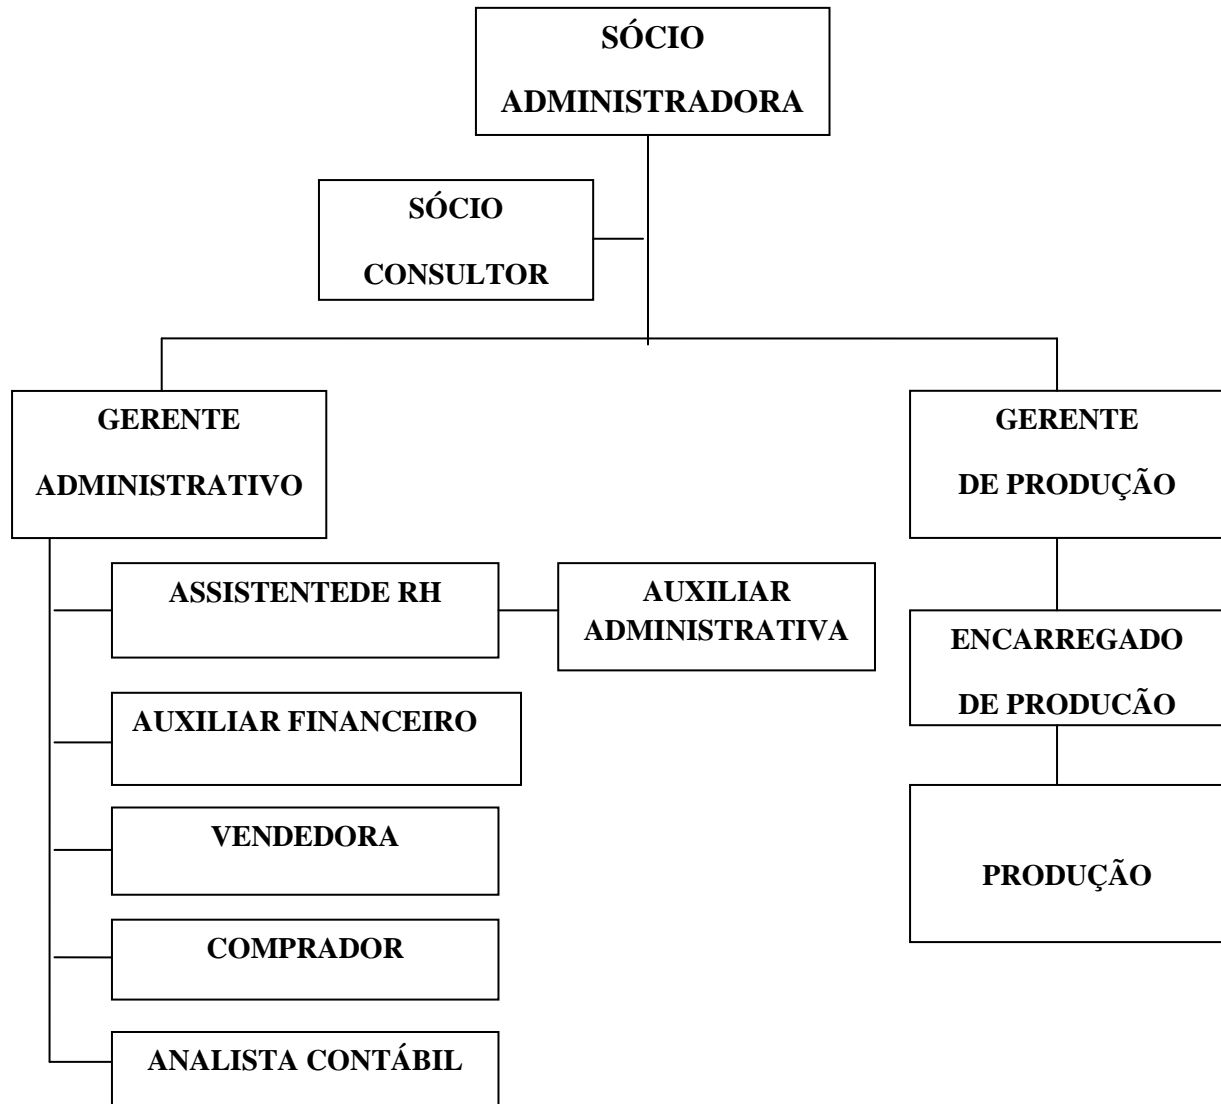 SÓCIO
ADMINISTRADORA
SÓCIO
CONSULTOR
GERENTE
ADMINISTRATIVO
GERENTE
DE PRODUÇÃO
ASSISTENTEDE RH
AUXILIAR
ADMINISTRATIVA
ENCARREGADO
DE PRODUCÃO
AUXILIAR FINANCEIRO
VENDEDORA
PRODUÇÃO
COMPRADOR
ANALISTA CONTÁBIL